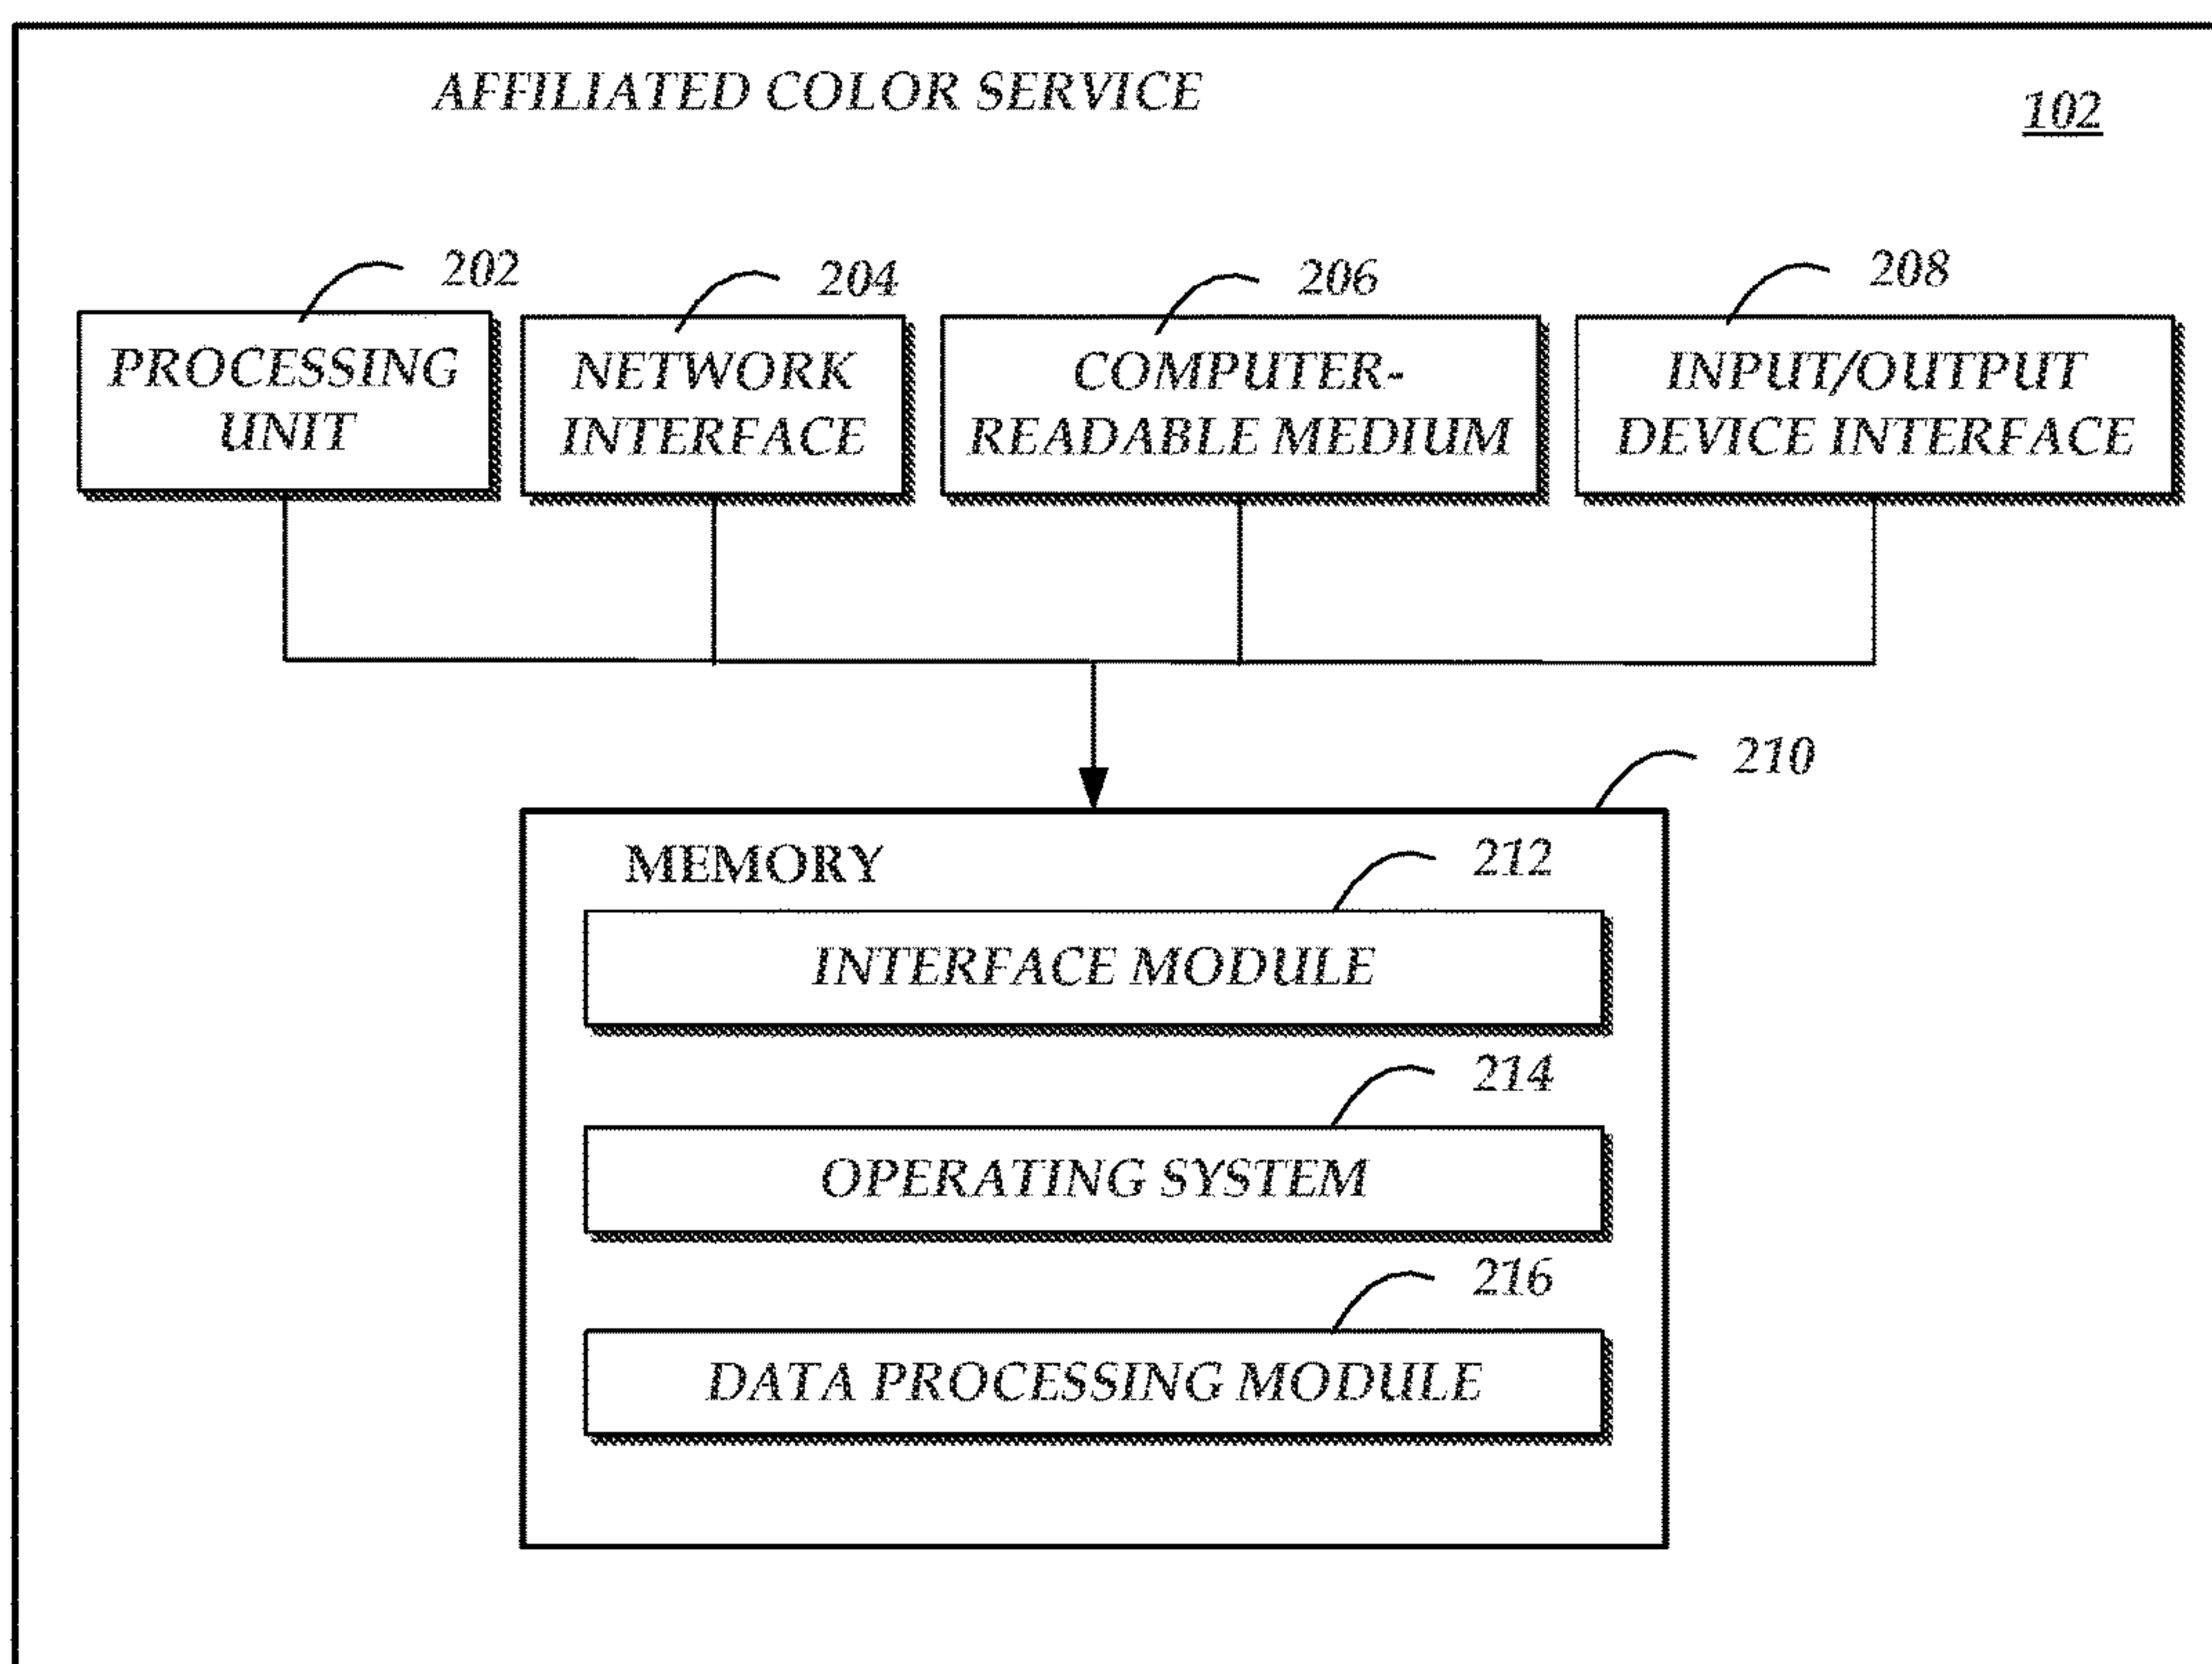 AFFILIATED COLOR SERVICE
102
202
204
206
208
PROCESSING
UNIT
NETWORK
INTERFACE
COMPUTER-
READABLE MEDIUM
INPUT/OUTPUT
DEVICE INTERFACE
210
MEMORY
212
INTERFACE MODULE
214
OPERATING SYSTEM
216
DATA PROCESSING MODULE